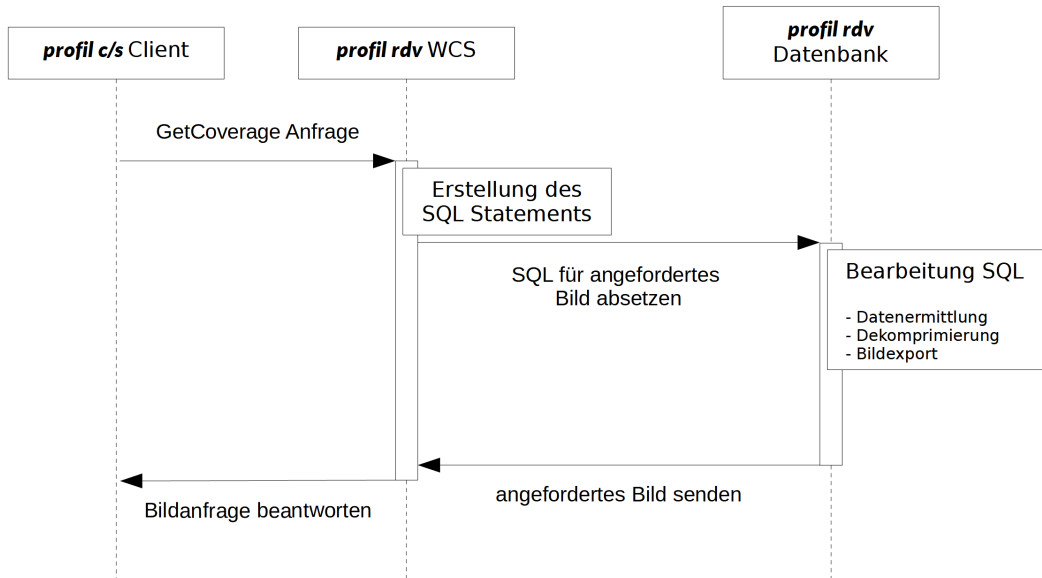 profil c/s Client
profil rdv WCS
profil rdv
Datenbank
GetCoverage Anfrage
Erstellung des
SQL Statements
SQL für angefordertes
Bild absetzen
Bearbeitung SQL
- Datenermittlung
- Dekomprimierung
- Bildexport
angefordertes Bild senden
Bildanfrage beantworten